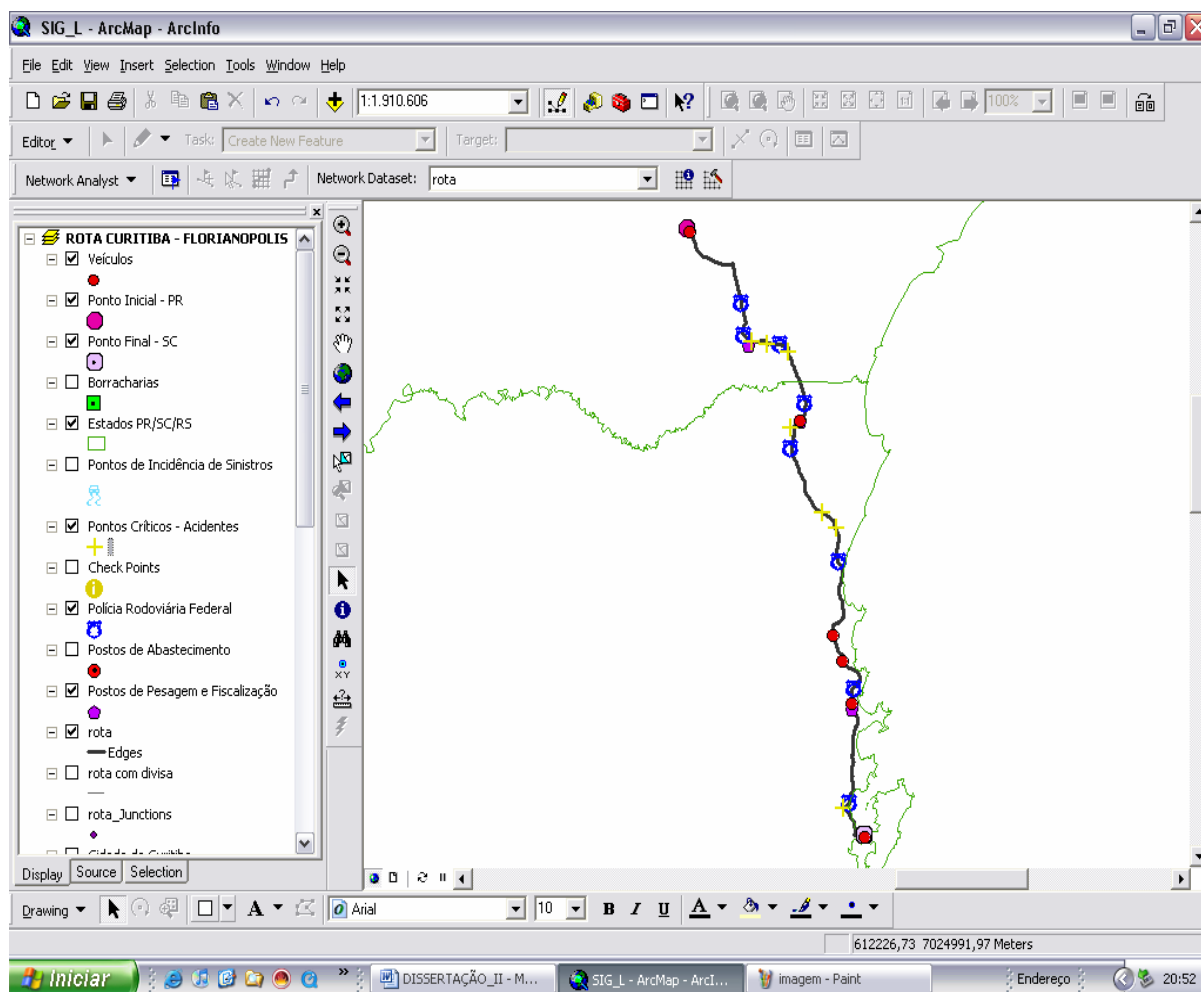 SIG_L - ArcMap - ArcInfo
File Edit View Insert Selection Tools Window Help
1:1.910.606
100%
Editor Task: Create New Feature Target:
Network Analyst Network Dataset: rota
ROTA CURITIBA - FLORIANOPOLIS
Veículos
Ponto Inicial - PR
Ponto Final - SC
Borracharias
Estados PR/SC/RS
Pontos de Incidência de Sinistros
Pontos Críticos - Acidentes
Check Points
Polícia Rodoviária Federal
Postos de Abastecimento
Postos de Pesagem e Fiscalização
rota
Edges
rota com divisa
rota_Junctions
Display Source Selection
Drawing A Arial 10 B I U A
612226,73 7024991,97 Meters
Iniciar » DISSERTAÇÃO_II - M... SIG_L - ArcMap - ArcI... imagem - Paint Endereço 20:52